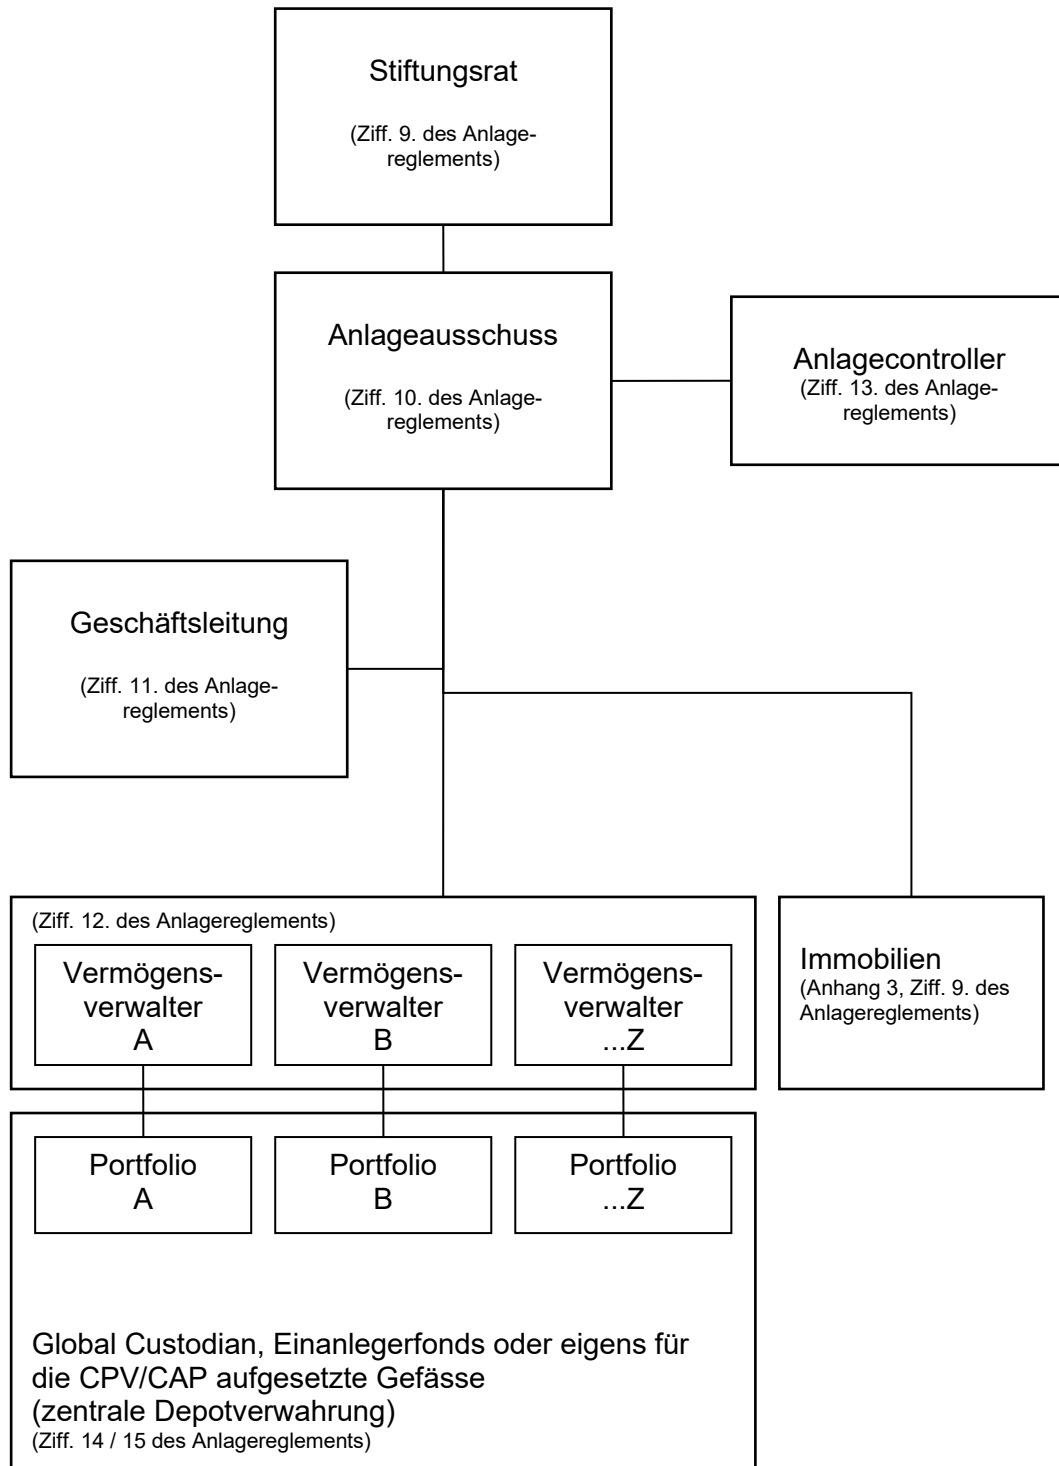 Stiftungsrat
(Ziff. 9. des Anlage-
reglements)
Anlageausschuss
(Ziff. 10. des Anlage-
reglements)
Anlagecontroller
(Ziff. 13. des Anlage-
reglements)
Geschäftsleitung
(Ziff. 11. des Anlage-
reglements)
(Ziff. 12. des Anlagereglements)
Vermögens-
verwalter
A
Vermögens-
verwalter
B
Vermögens-
verwalter
...Z
Immobilien
(Anhang 3, Ziff. 9. des
Anlagereglements)
Portfolio
A
Portfolio
B
Portfolio
...Z
Global Custodian, Einanlegerfonds oder eigens für
die CPV/CAP aufgesetzte Gefässe
(zentrale Depotverwahrung)
(Ziff. 14 / 15 des Anlagereglements)